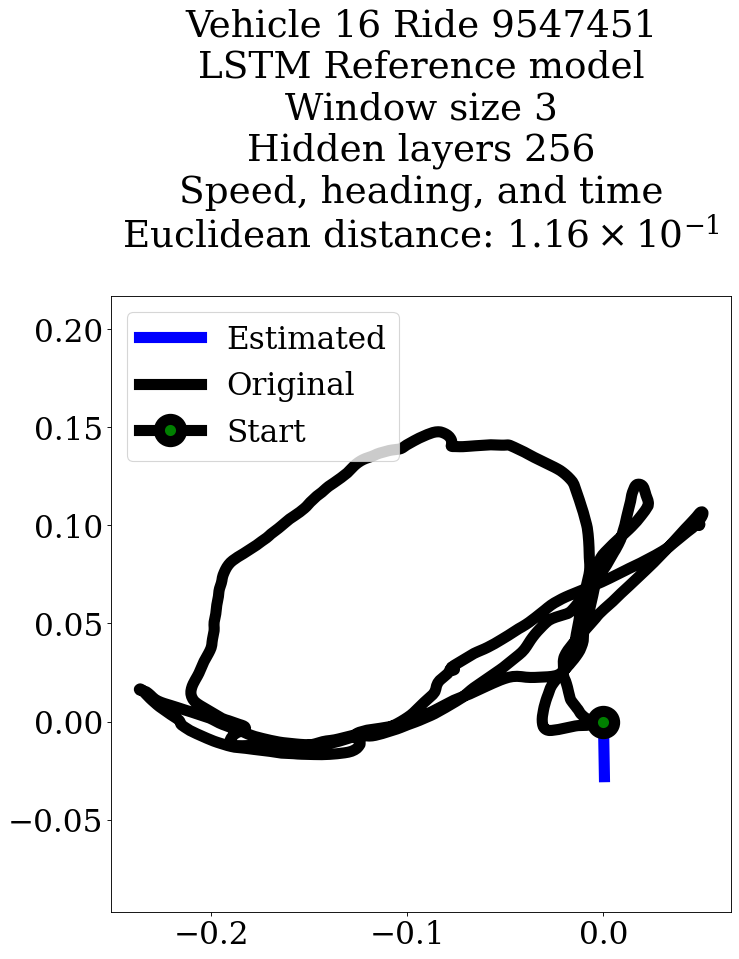 Vehicle 16 Ride 9547451
LSTM Reference model
Window size 3
Hidden layers 256
Speed, heading, and time
Euclidean distance: 1.16 × 10⁻¹
Estimated
Original
Start
0.20
0.15
0.10
0.05
0.00
−0.05
−0.2
−0.1
0.0